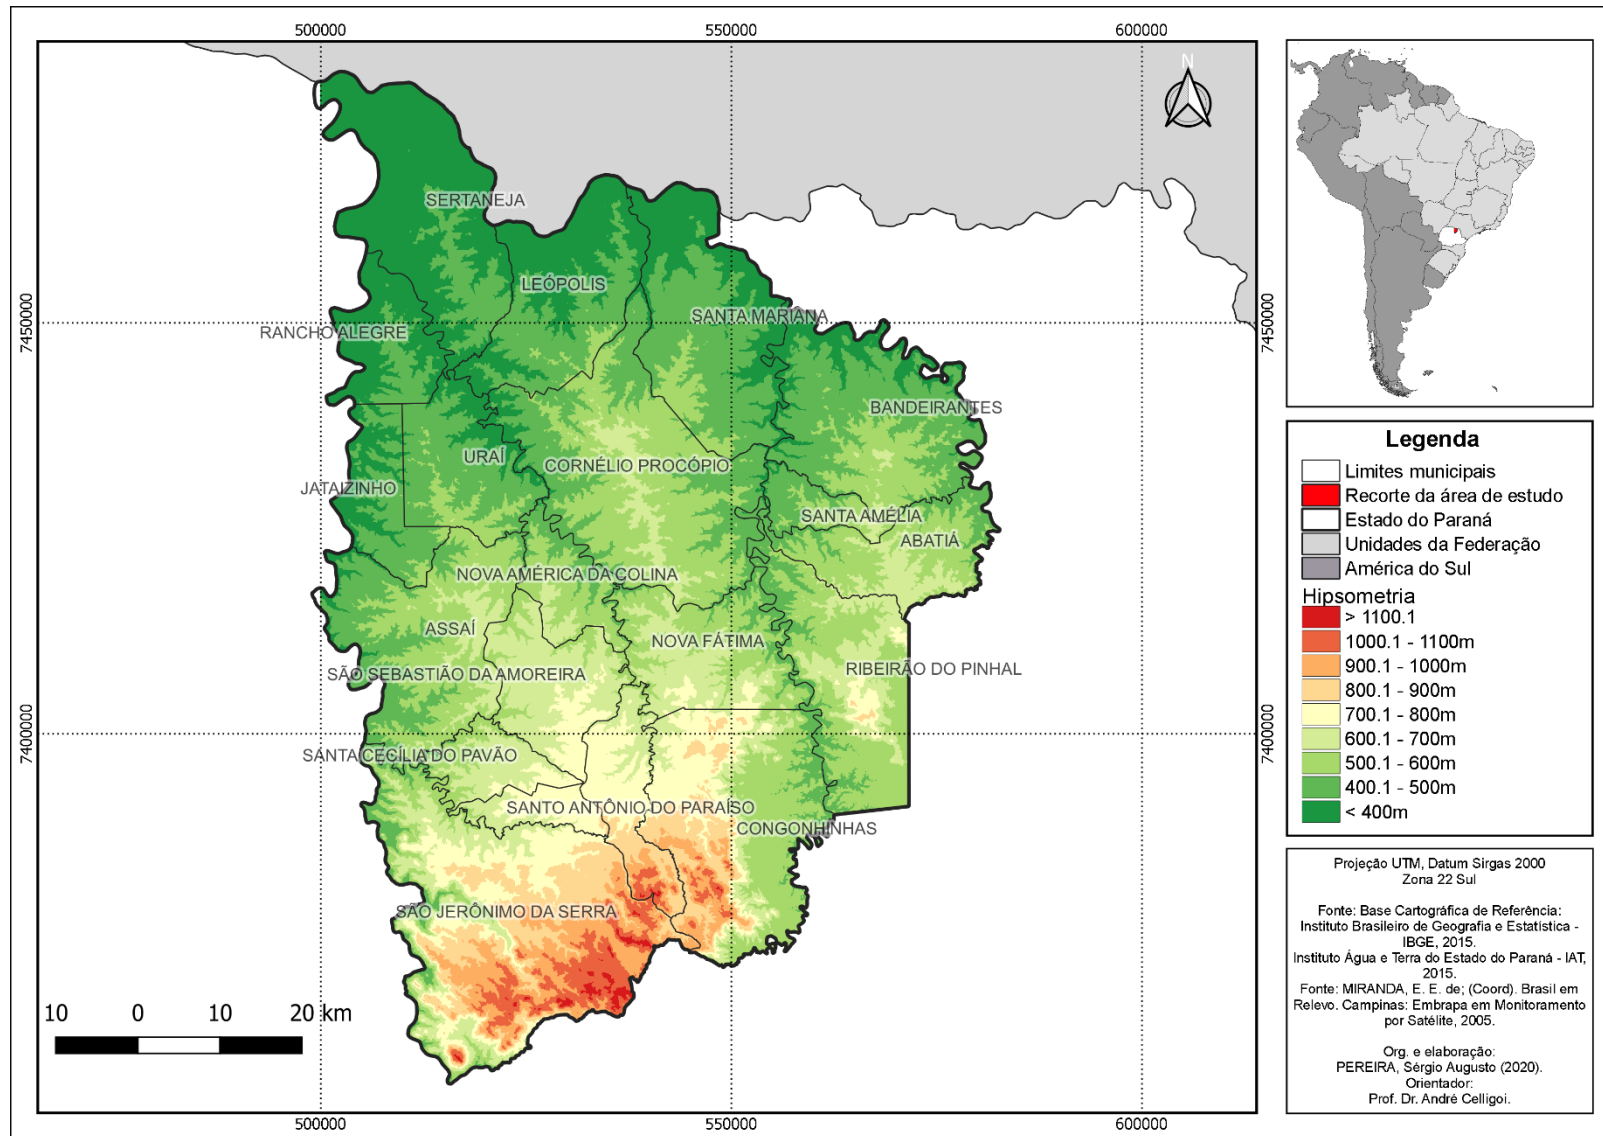 500000
550000
600000
N
7450000
7450000
7400000
7400000
SERTANEJA
LEÓPOLIS
SANTA MARIANA
RANCHO ALEGRE
BANDEIRANTES
URAÍ
CORNÉLIO PROCÓPIO
JATAIZINHO
SANTA AMÉLIA
ABATIÁ
NOVA AMÉRICA DA COLINA
ASSAÍ
NOVA FÁTIMA
RIBEIRÃO DO PINHAL
SÃO SEBASTIÃO DA AMOREIRA
SANTA CECÍLIA DO PAVÃO
SANTO ANTÔNIO DO PARAÍSO
CONGONHINHAS
SÃO JERÔNIMO DA SERRA
10 0 10 20 km
500000
550000
600000
Legenda
Limites municipais
Recorte da área de estudo
Estado do Paraná
Unidades da Federação
América do Sul
Hipsometria
> 1100.1
1000.1 - 1100m
900.1 - 1000m
800.1 - 900m
700.1 - 800m
600.1 - 700m
500.1 - 600m
400.1 - 500m
< 400m
Projeção UTM, Datum Sirgas 2000
Zona 22 Sul
Fonte: Base Cartográfica de Referência:
Instituto Brasileiro de Geografia e Estatística -
IBGE, 2015.
Instituto Água e Terra do Estado do Paraná - IAT,
2015.
Fonte: MIRANDA, E. E. de; (Coord). Brasil em
Relevo. Campinas: Embrapa em Monitoramento
por Satélite, 2005.
Org. e elaboração:
PEREIRA, Sérgio Augusto (2020).
Orientador:
Prof. Dr. André Celligoi.